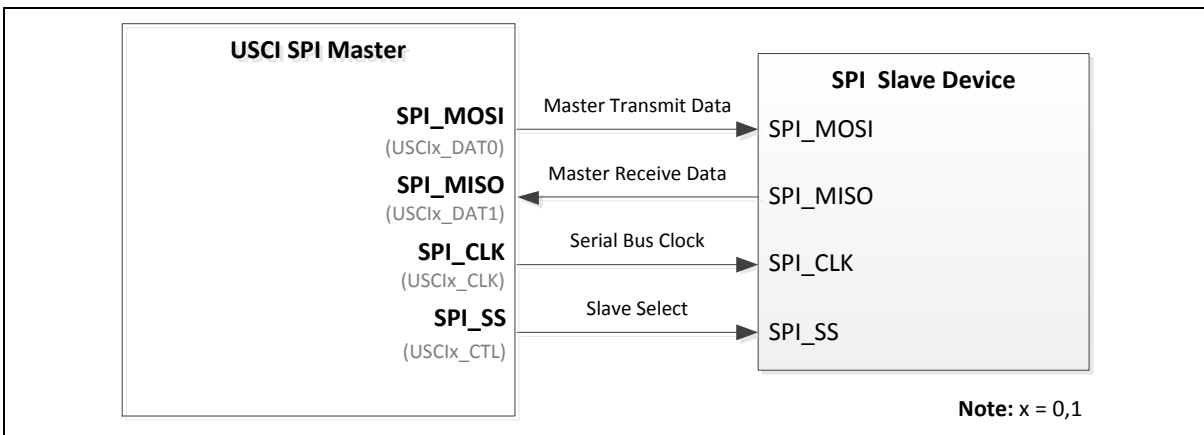 USCI SPI Master
SPI_MOSI
(USCIx_DAT0)
SPI_MISO
(USCIx_DAT1)
SPI_CLK
(USCIx_CLK)
SPI_SS
(USCIx_CTL)
Master Transmit Data
Master Receive Data
Serial Bus Clock
Slave Select
SPI Slave Device
SPI_MOSI
SPI_MISO
SPI_CLK
SPI_SS
Note: x = 0,1